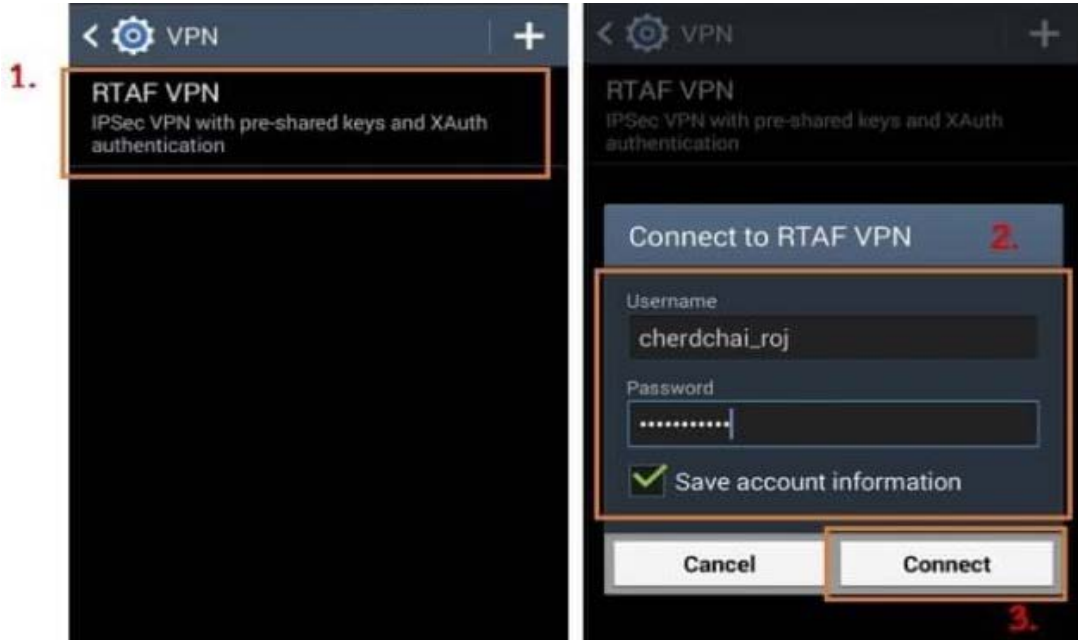 1.
VPN
RTAF VPN
IPSec VPN with pre-shared keys and XAuth
authentication
VPN
RTAF VPN
IPSec VPN with pre-shared keys and XAuth
authentication
Connect to RTAF VPN 2.
Username
cherdchai_roj
Password
•••••••••••
Save account information
Cancel Connect
3.